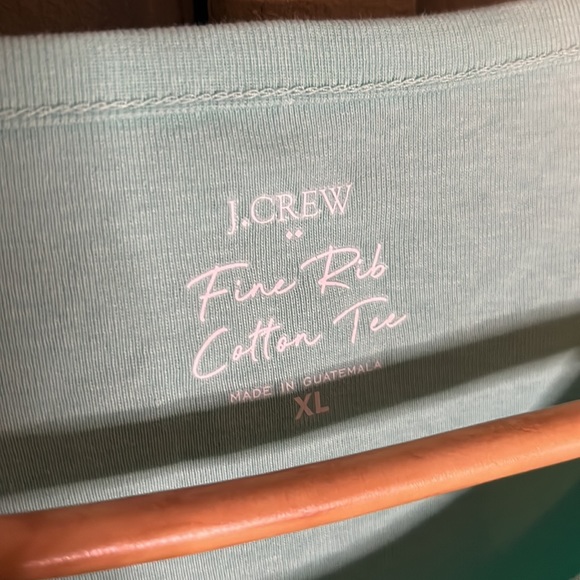 J.CREW
Fine Rib
Cotton Tee
MADE IN GUATEMALA
XL